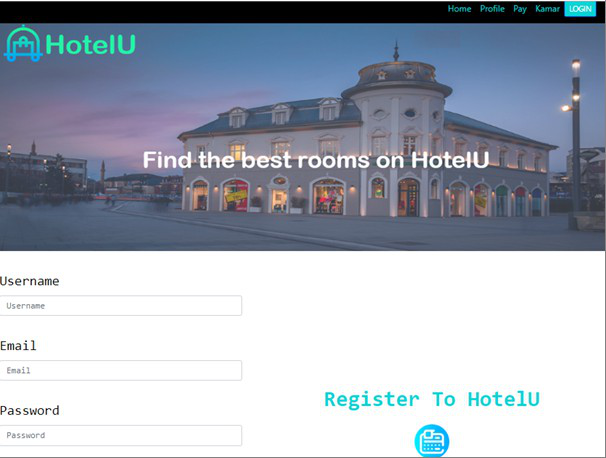 Home Profile Pay Kamar LOGIN
HotelU
Find the best rooms on HotelU
Username
Username
Email
Email
Register To HotelU
Password
Password